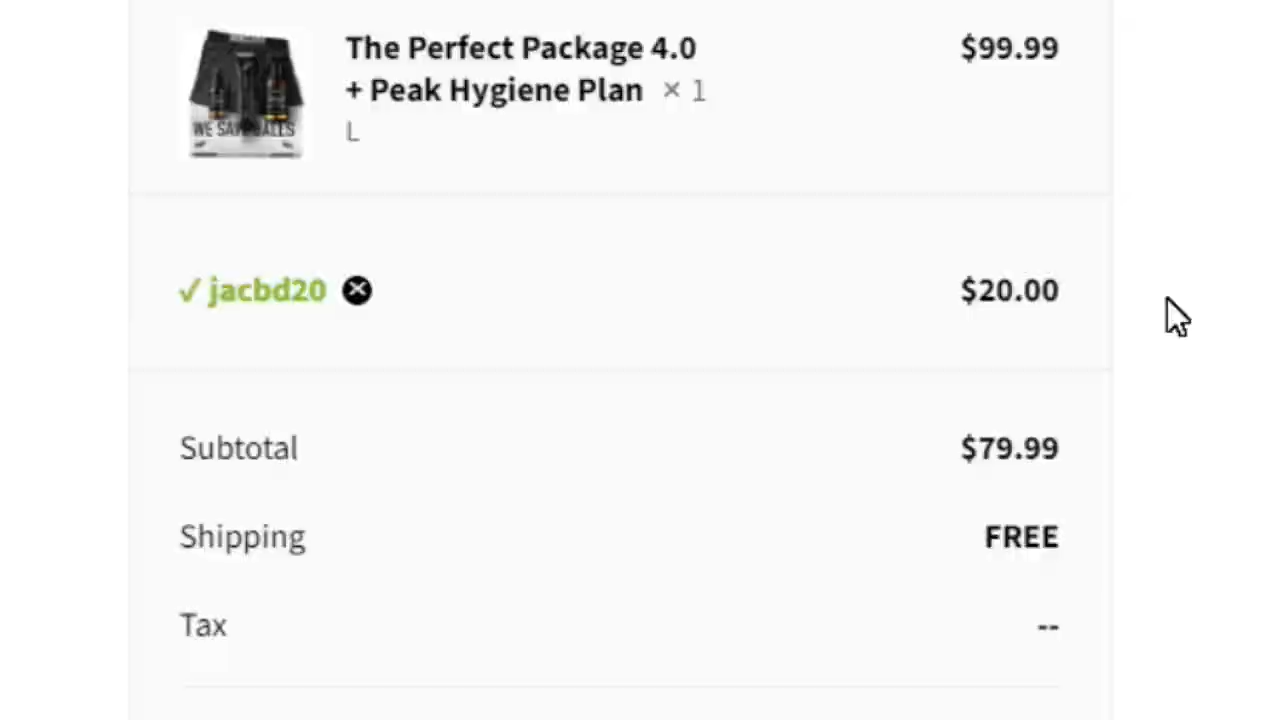 The Perfect Package 4.0 $99.99
+ Peak Hygiene Plan × 1
L
✓ jacbd20 $20.00
Subtotal $79.99
Shipping FREE
Tax --